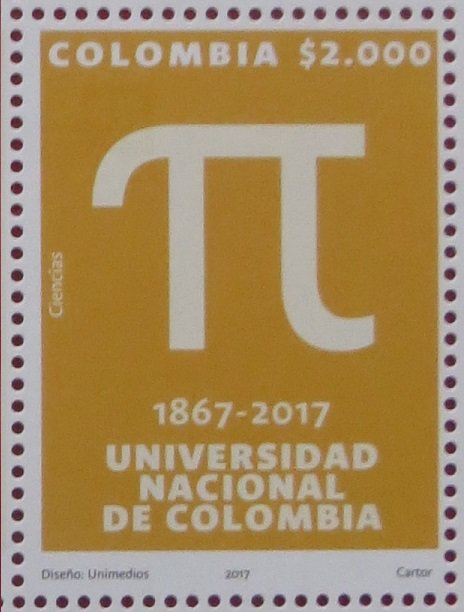 COLOMBIA $2.000
π
Ciencias
1867-2017
UNIVERSIDAD
NACIONAL
DE COLOMBIA
Diseño: Unimedios 2017 Cartor